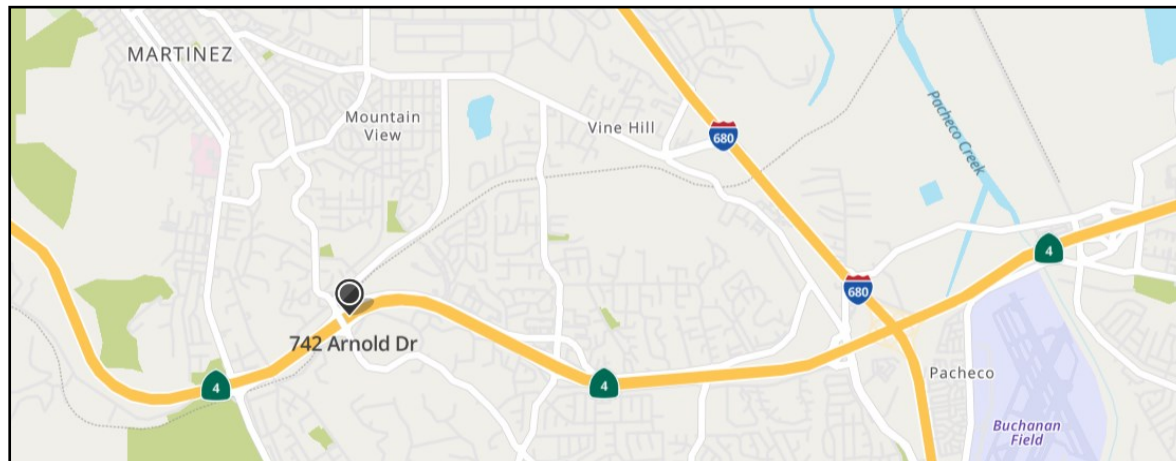 MARTINEZ
Mountain
View
Vine Hill
680
Pacheco Creek
4
680
742 Arnold Dr
4
4
Pacheco
Buchanan
Field